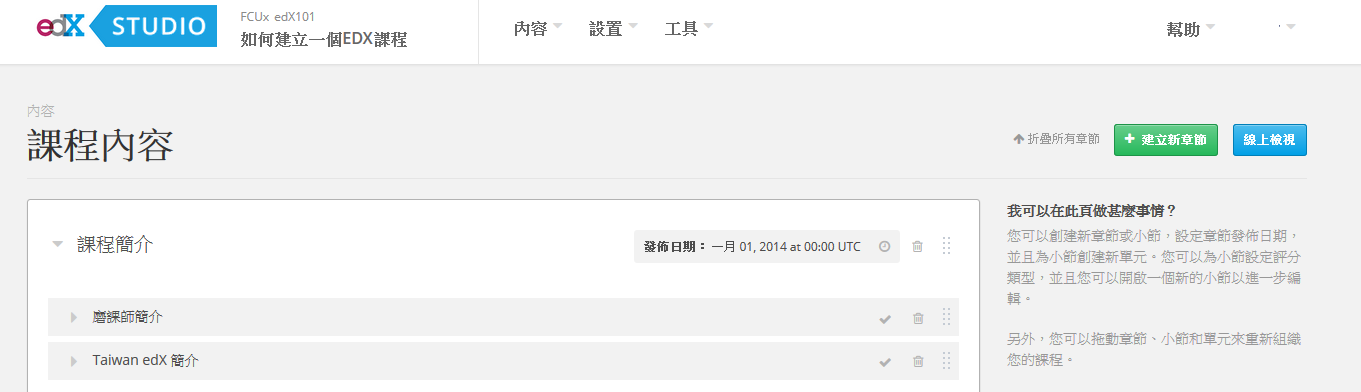 edX STUDIO
FCUx edX101
如何建立一個EDX課程
內容
設置
工具
幫助
內容
課程內容
折疊所有章節
建立新章節
線上檢視
課程簡介
發佈日期： 一月 01, 2014 at 00:00 UTC
磨課師簡介
Taiwan edX 簡介
我可以在此頁做甚麼事情？
您可以創建新章節或小節，設定章節發佈日期，
並且為小節創建新單元。您可以為小節設定評分
類型，並且您可以開啟一個新的小節以進一步編
輯。
另外，您可以拖動章節、小節和單元來重新組織
您的課程。